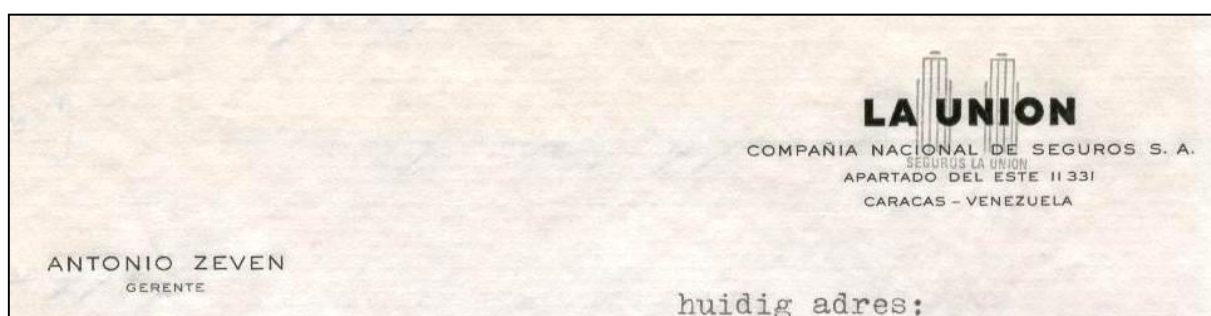 LA UNION
COMPAÑIA NACIONAL DE SEGUROS S. A.
SEGUROS LA UNION
APARTADO DEL ESTE 11 331
CARACAS – VENEZUELA
ANTONIO ZEVEN
GERENTE
huidig adres: